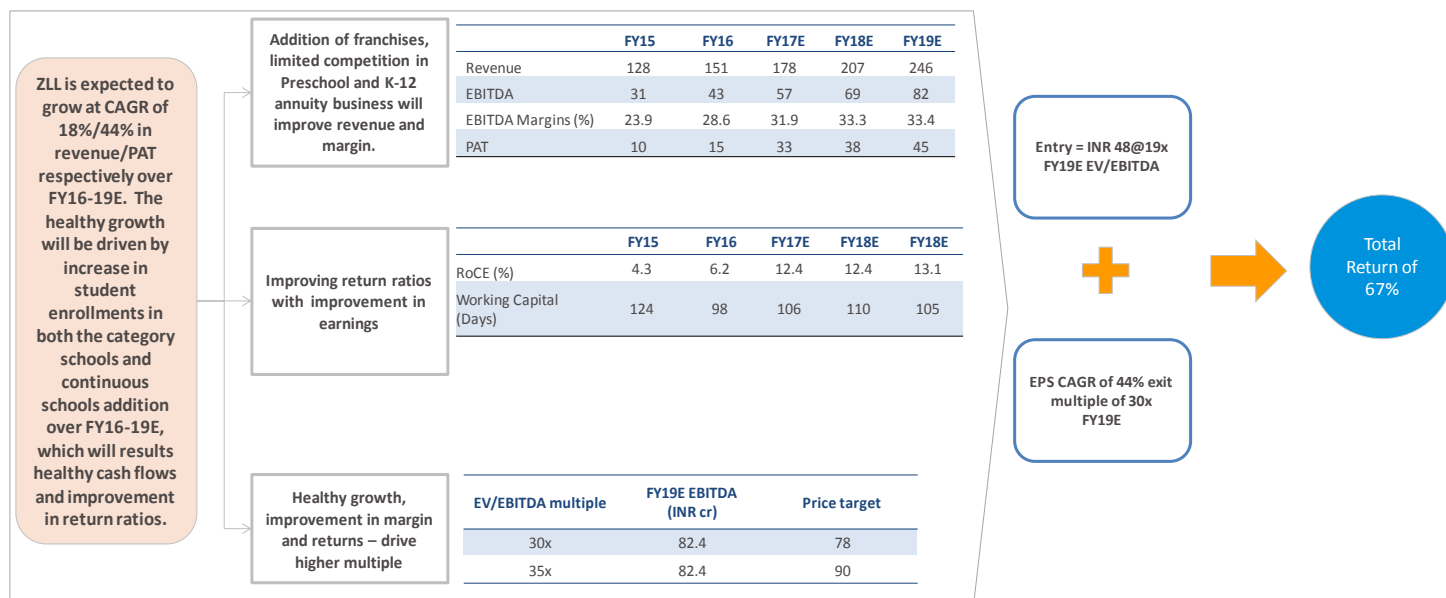 ZLL is expected to
grow at CAGR of
18%/44% in
revenue/PAT
respectively over
FY16-19E. The
healthy growth
will be driven by
increase in
student
enrollments in
both the category
schools and
continuous
schools addition
over FY16-19E,
which will results
healthy cash flows
and improvement
in return ratios.
Addition of franchises,
limited competition in
Preschool and K-12
annuity business will
improve revenue and
margin.
FY15 FY16 FY17E FY18E FY19E
Revenue 128 151 178 207 246
EBITDA 31 43 57 69 82
EBITDA Margins (%) 23.9 28.6 31.9 33.3 33.4
PAT 10 15 33 38 45
Improving return ratios
with improvement in
earnings
FY15 FY16 FY17E FY18E FY18E
RoCE (%) 4.3 6.2 12.4 12.4 13.1
Working Capital
(Days) 124 98 106 110 105
Healthy growth,
improvement in margin
and returns – drive
higher multiple
EV/EBITDA multiple FY19E EBITDA
(INR cr) Price target
30x 82.4 78
35x 82.4 90
Entry = INR 48@19x
FY19E EV/EBITDA
EPS CAGR of 44% exit
multiple of 30x
FY19E
Total
Return of
67%